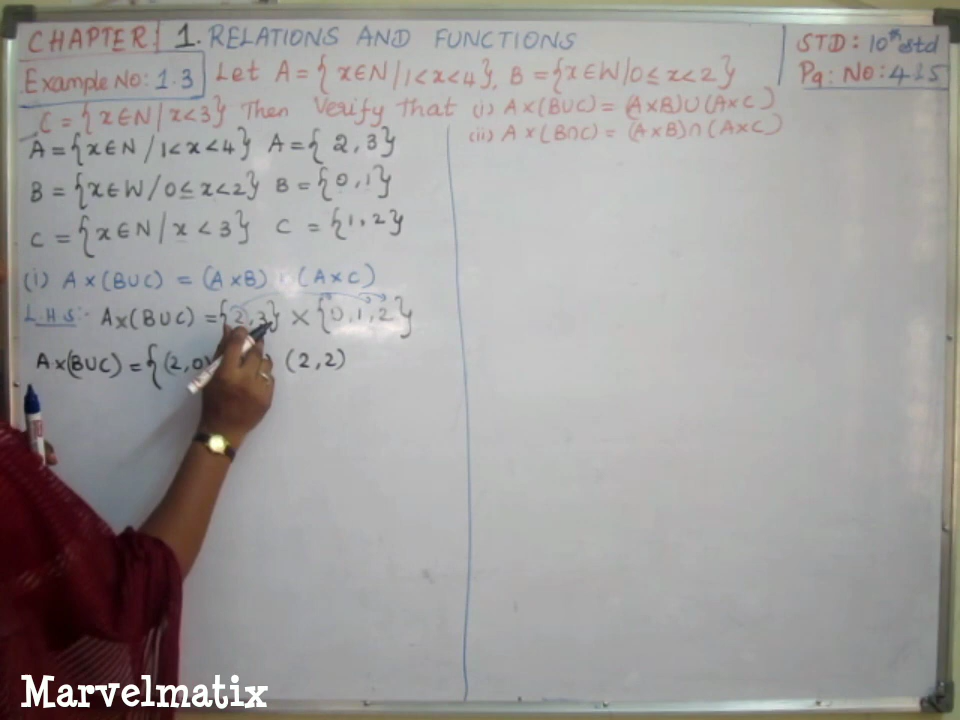 CHAPTER 1. RELATIONS AND FUNCTIONS
STD: 10th std
Pg: No: 4 & 5
Example No: 1.3 Let A = { x∈N / 1 < x < 4 }, B = { x∈W / 0 ≤ x < 2 }
C = { x∈N / x < 3 } Then Verify that (i) A×(B∪C) = (A×B)∪(A×C)
(ii) A×(B∩C) = (A×B)∩(A×C)
A = { x∈N / 1 < x < 4 } A = { 2, 3 }
B = { x∈W / 0 ≤ x < 2 } B = { 0, 1 }
C = { x∈N / x < 3 } C = { 1, 2 }
(i) A×(B∪C) = (A×B) (A×C)
L.H.S:- A×(B∪C) = { 2, 3 } × { 0, 1, 2 }
A×(B∪C) = { (2, 0) (2, 2)
Marvelmatix